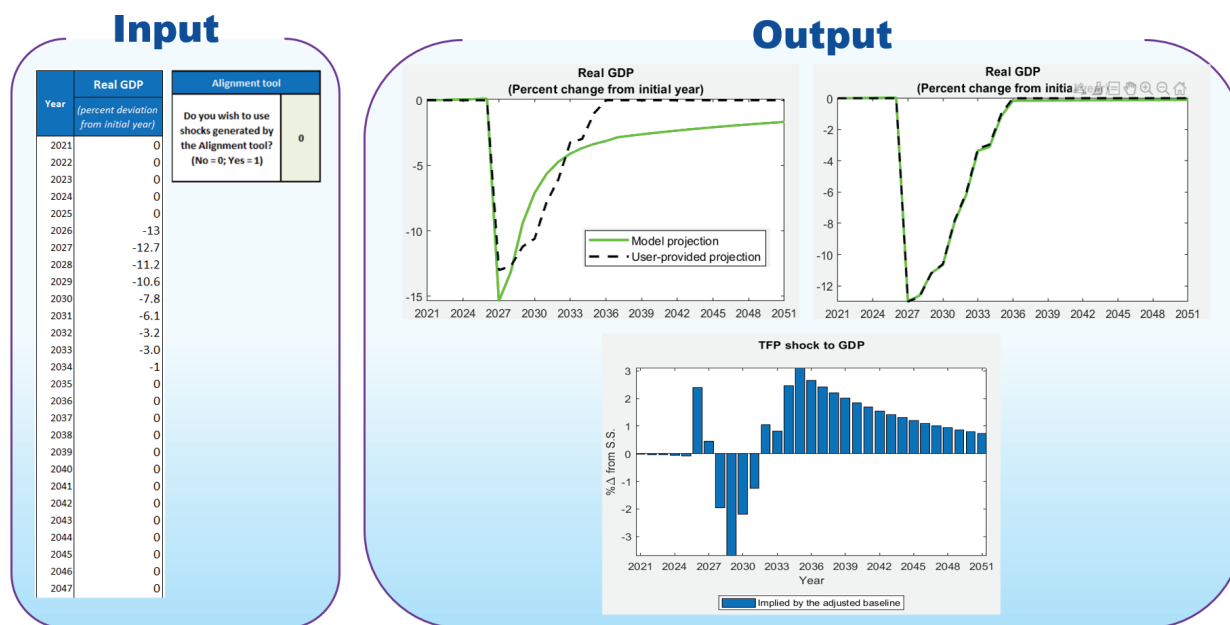 Input
Year
Real GDP
(percent deviation
from initial year)
2021 0
2022 0
2023 0
2024 0
2025 0
2026 -13
2027 -12.7
2028 -11.2
2029 -10.6
2030 -7.8
2031 -6.1
2032 -3.2
2033 -3.0
2034 -1
2035 0
2036 0
2037 0
2038 0
2039 0
2040 0
2041 0
2042 0
2043 0
2044 0
2045 0
2046 0
2047 0
Alignment tool
Do you wish to use
shocks generated by
the Alignment tool?
(No = 0; Yes = 1)
0
Output
Real GDP
(Percent change from initial year)
0
-5
-10
-15
2021 2024 2027 2030 2033 2036 2039 2042 2045 2048 2051
Model projection
User-provided projection
Real GDP
(Percent change from initia
0
-2
-4
-6
-8
-10
-12
2021 2024 2027 2030 2033 2036 2039 2042 2045 2048 2051
TFP shock to GDP
%Δ from S.S.
3
2
1
0
-1
-2
-3
2021 2024 2027 2030 2033 2036 2039 2042 2045 2048 2051
Year
Implied by the adjusted baseline